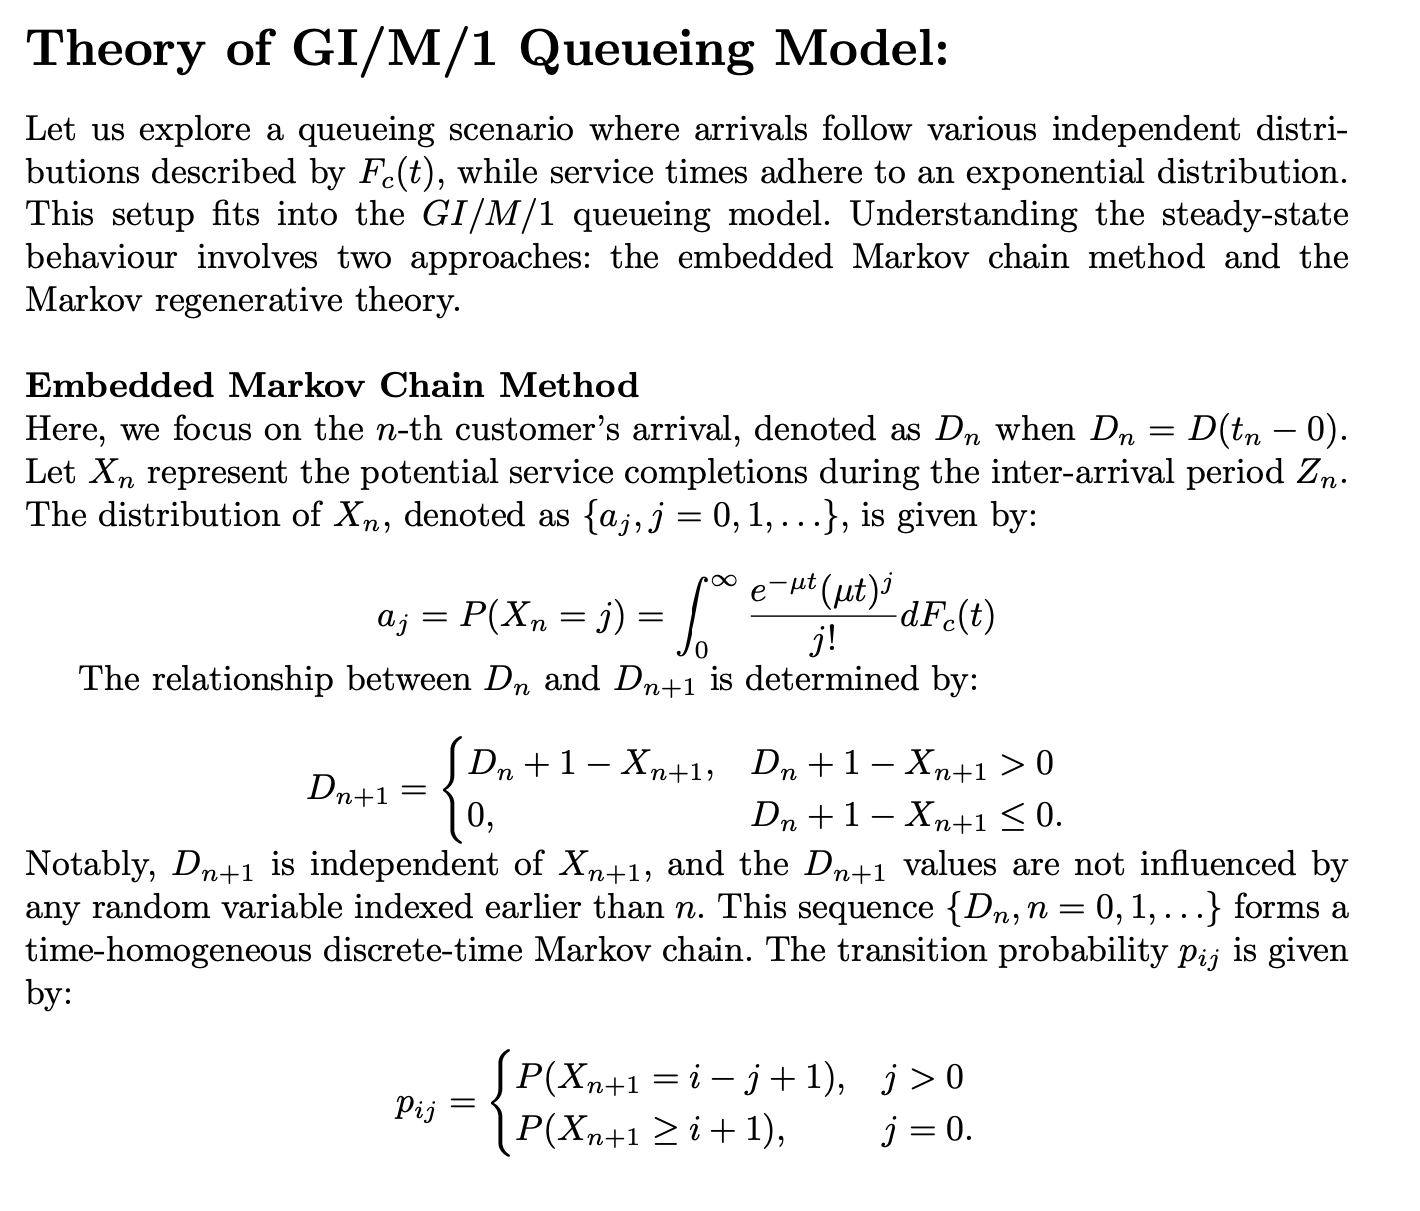 Theory of GI/M/1 Queueing Model:
Let us explore a queueing scenario where arrivals follow various independent distri-
butions described by $F_c(t)$, while service times adhere to an exponential distribution.
This setup fits into the $GI/M/1$ queueing model. Understanding the steady-state
behaviour involves two approaches: the embedded Markov chain method and the
Markov regenerative theory.
Embedded Markov Chain Method
Here, we focus on the $n$-th customer's arrival, denoted as $D_n$ when $D_n = D(t_n - 0)$.
Let $X_n$ represent the potential service completions during the inter-arrival period $Z_n$.
The distribution of $X_n$, denoted as $\{a_j, j = 0, 1, \ldots\}$, is given by:
$a_j = P(X_n = j) = \int_0^\infty \frac{e^{-\mu t}(\mu t)^j}{j!} dF_c(t)$
The relationship between $D_n$ and $D_{n+1}$ is determined by:
$D_{n+1} = \begin{cases} D_n + 1 - X_{n+1}, & D_n + 1 - X_{n+1} > 0 \\ 0, & D_n + 1 - X_{n+1} \leq 0. \end{cases}$
Notably, $D_{n+1}$ is independent of $X_{n+1}$, and the $D_{n+1}$ values are not influenced by
any random variable indexed earlier than $n$. This sequence $\{D_n, n = 0, 1, \ldots\}$ forms a
time-homogeneous discrete-time Markov chain. The transition probability $p_{ij}$ is given
by:
$p_{ij} = \begin{cases} P(X_{n+1} = i - j + 1), & j > 0 \\ P(X_{n+1} \geq i + 1), & j = 0. \end{cases}$